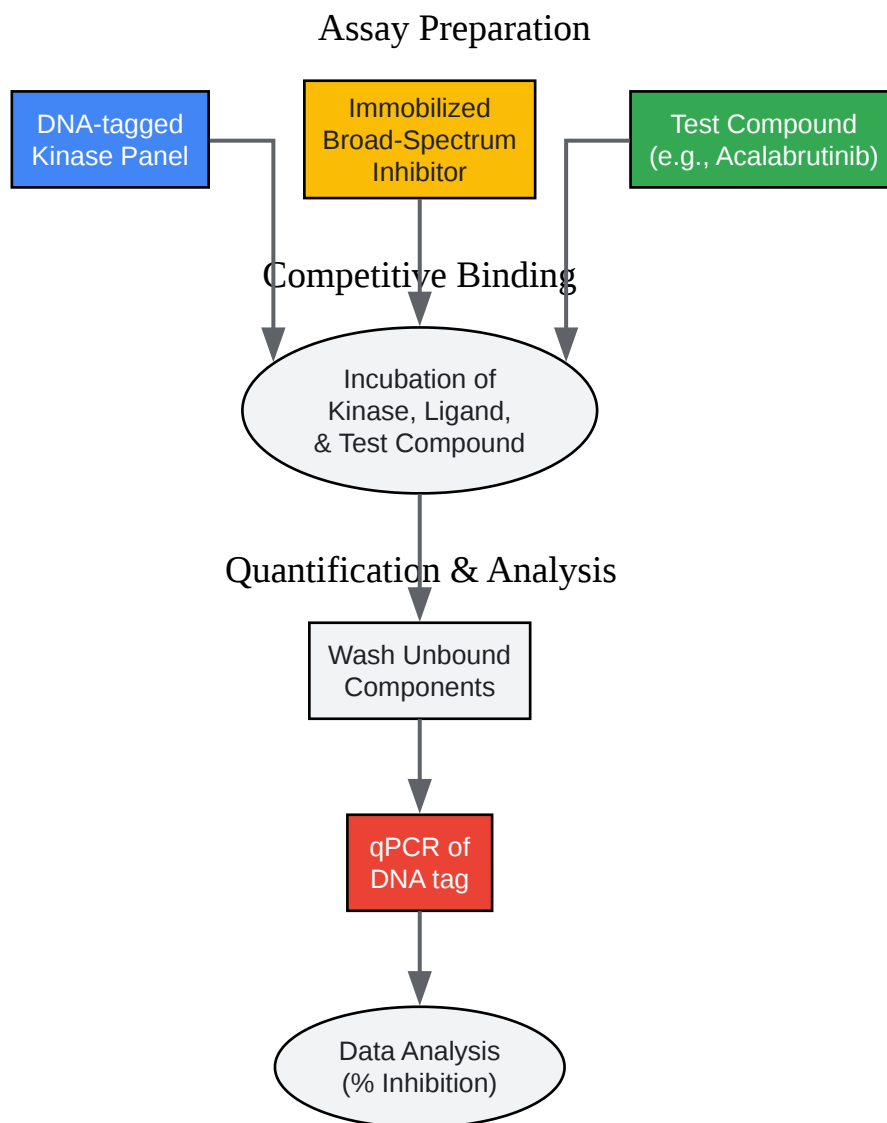 Assay Preparation
DNA-tagged
Kinase Panel
Immobilized
Broad-Spectrum
Inhibitor
Test Compound
(e.g., Acalabrutinib)
Competitive Binding
Incubation of
Kinase, Ligand,
& Test Compound
Quantification & Analysis
Wash Unbound
Components
qPCR of
DNA tag
Data Analysis
(% Inhibition)